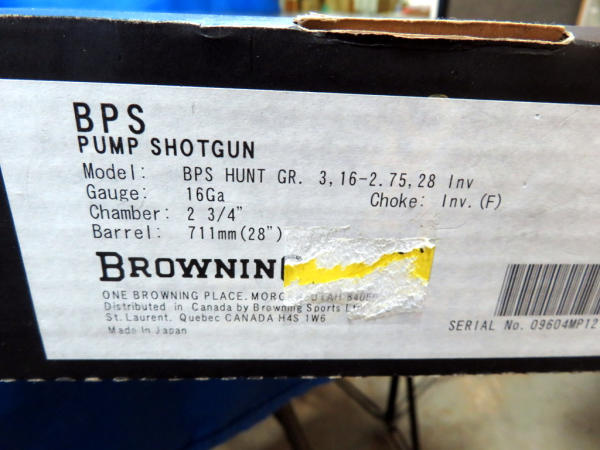 BPS
PUMP SHOTGUN
Model: BPS HUNT GR. 3,16-2.75,28 Inv
Gauge: 16Ga Choke: Inv.(F)
Chamber: 2 3/4"
Barrel: 711mm(28")
BROWNING
ONE BROWNING PLACE. UTAH
Distributed in Canada by Browning Sports
St. Laurent. Quebec CANADA H4S 1W6
Made in Japan
SERIAL No. 09604MP12